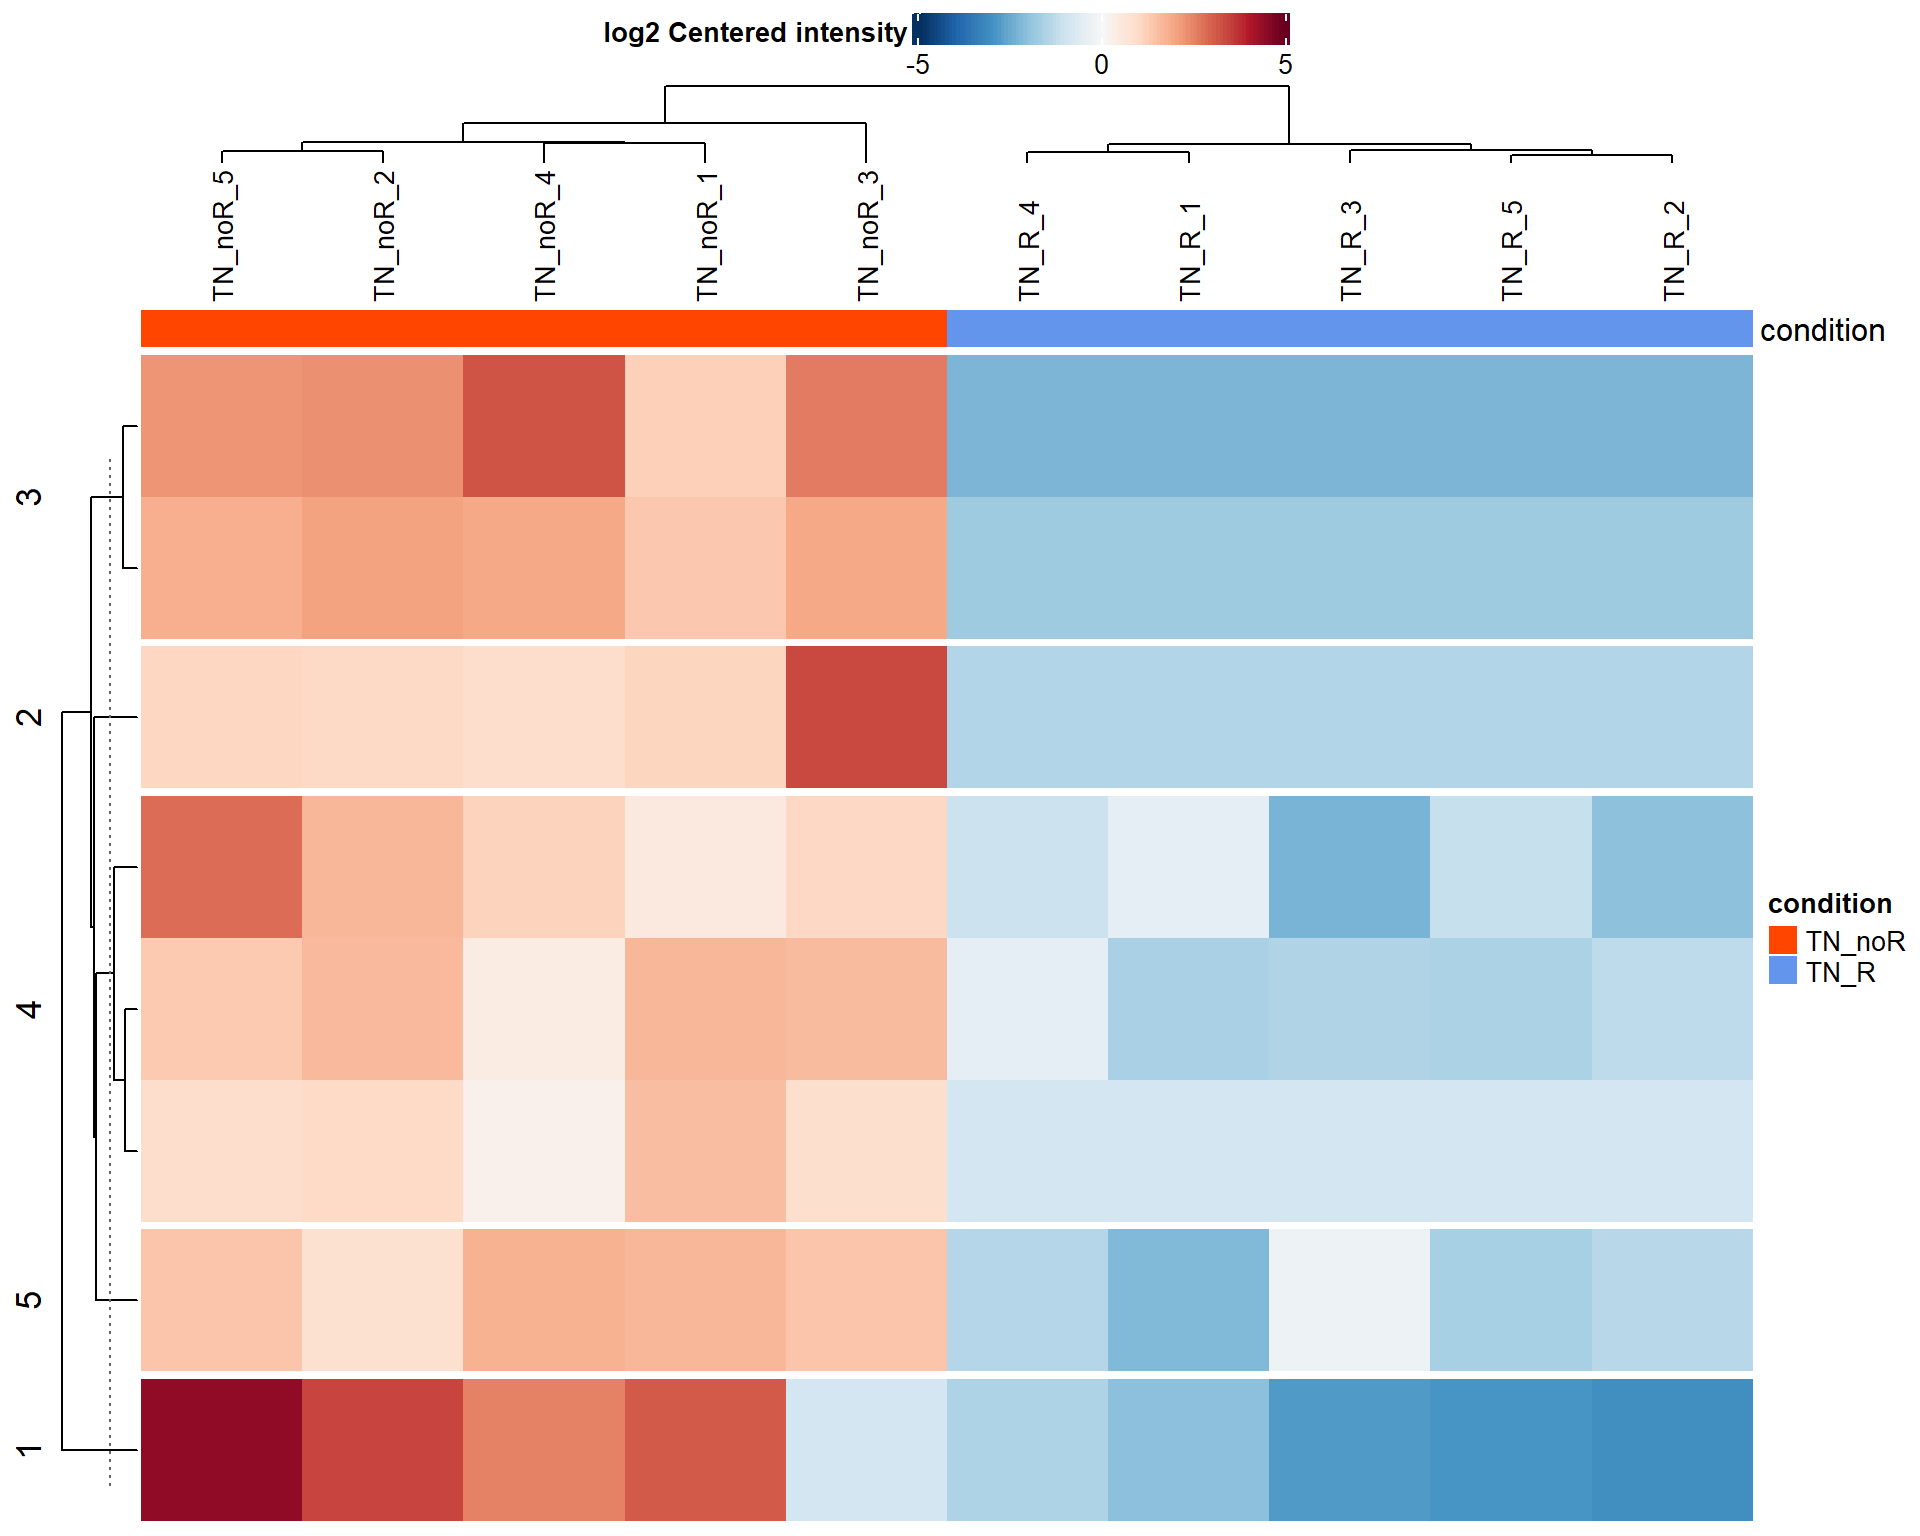 log2 Centered intensity
-5 0 5
TN_noR_5 TN_noR_2 TN_noR_4 TN_noR_1 TN_noR_3 TN_R_4 TN_R_1 TN_R_3 TN_R_5 TN_R_2
condition
3
2
4
5
1
condition
TN_noR
TN_R